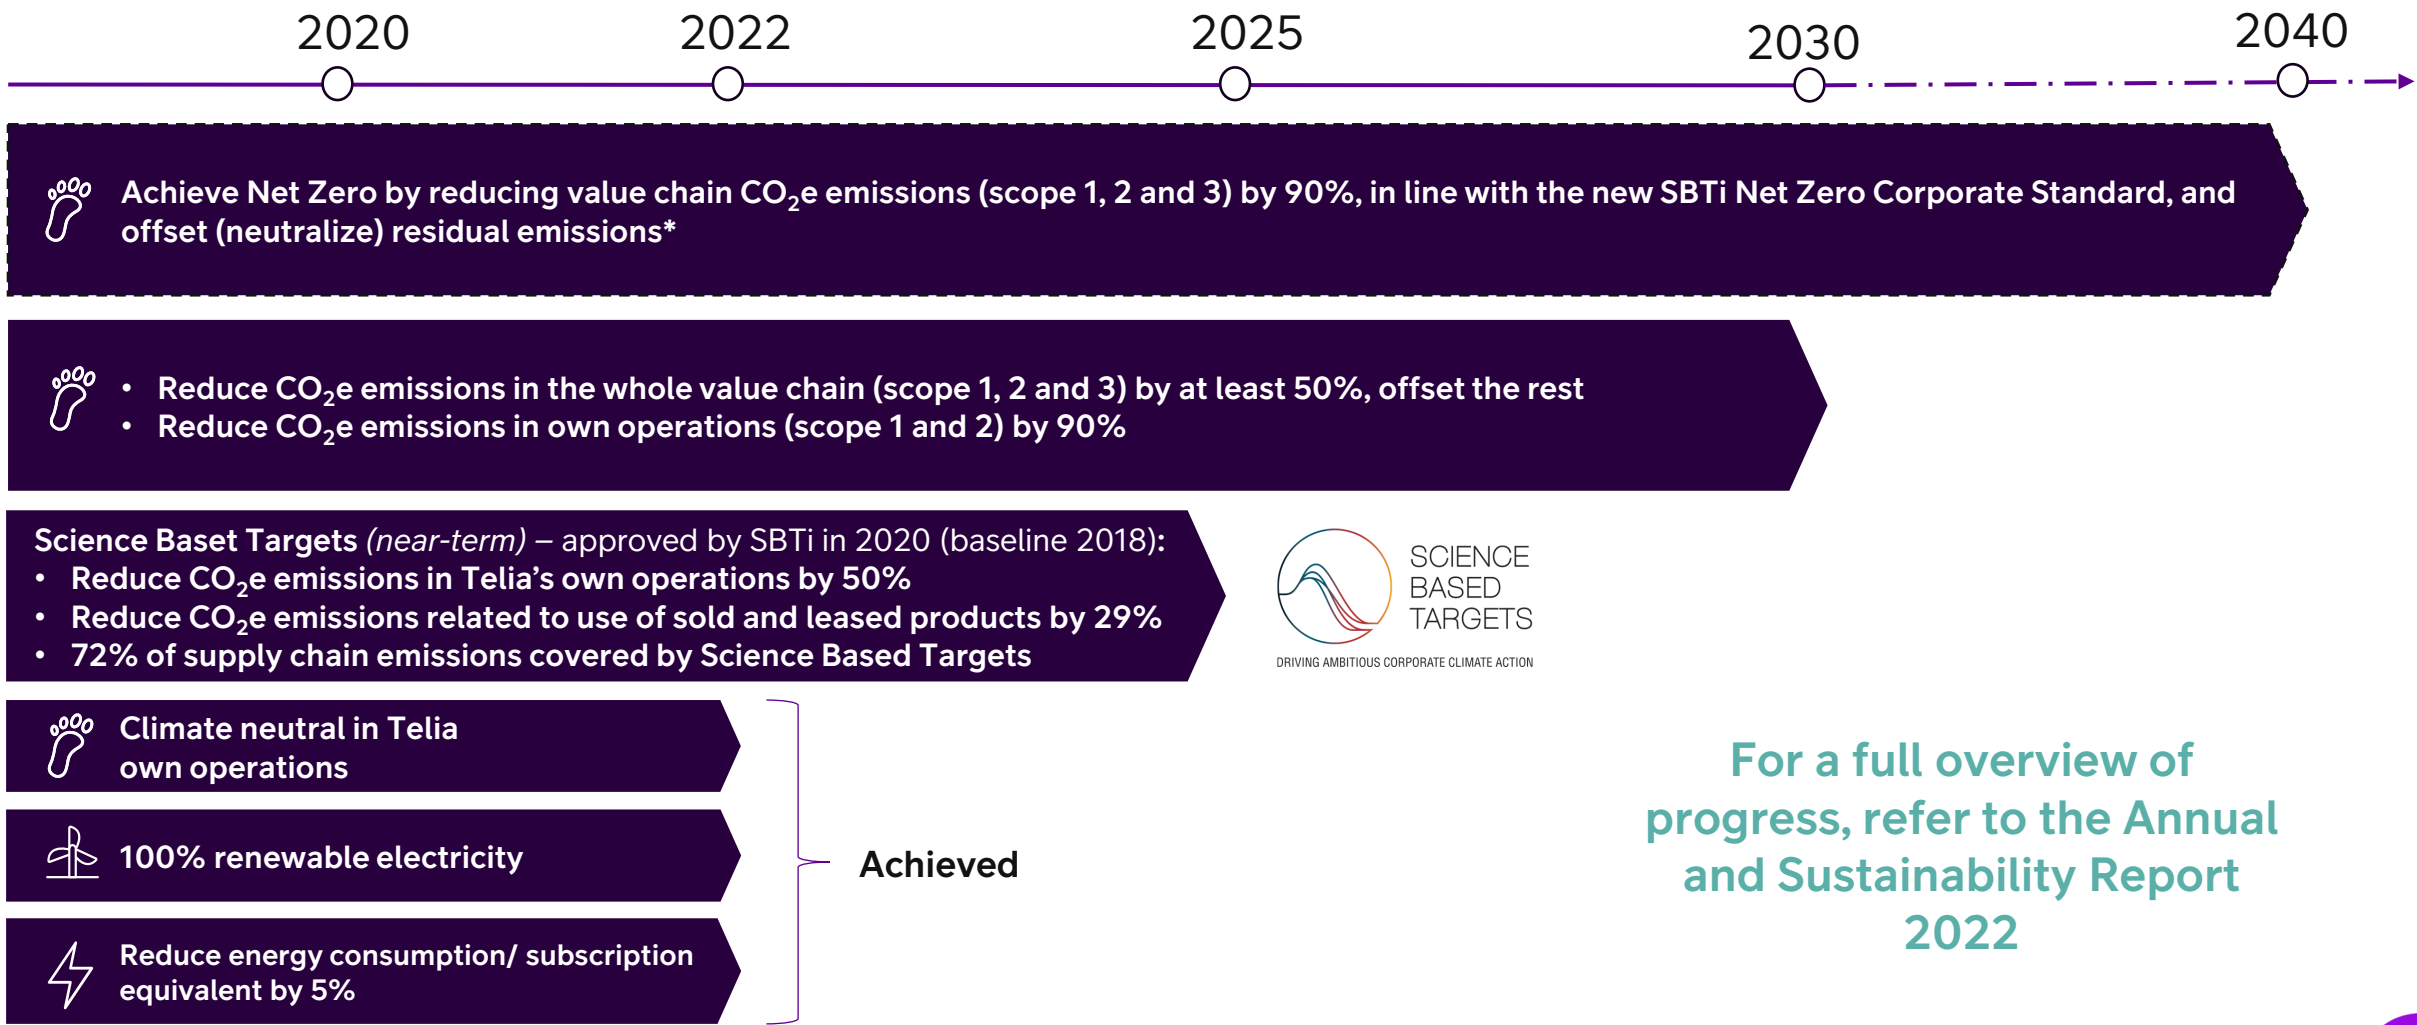 2020 2022 2025 2030 2040
Achieve Net Zero by reducing value chain CO₂e emissions (scope 1, 2 and 3) by 90%, in line with the new SBTi Net Zero Corporate Standard, and
offset (neutralize) residual emissions*
• Reduce CO₂e emissions in the whole value chain (scope 1, 2 and 3) by at least 50%, offset the rest
• Reduce CO₂e emissions in own operations (scope 1 and 2) by 90%
Science Baset Targets (near-term) – approved by SBTi in 2020 (baseline 2018):
• Reduce CO₂e emissions in Telia’s own operations by 50%
• Reduce CO₂e emissions related to use of sold and leased products by 29%
• 72% of supply chain emissions covered by Science Based Targets
SCIENCE
BASED
TARGETS
DRIVING AMBITIOUS CORPORATE CLIMATE ACTION
Climate neutral in Telia
own operations
100% renewable electricity
Reduce energy consumption/ subscription
equivalent by 5%
Achieved
For a full overview of
progress, refer to the Annual
and Sustainability Report
2022